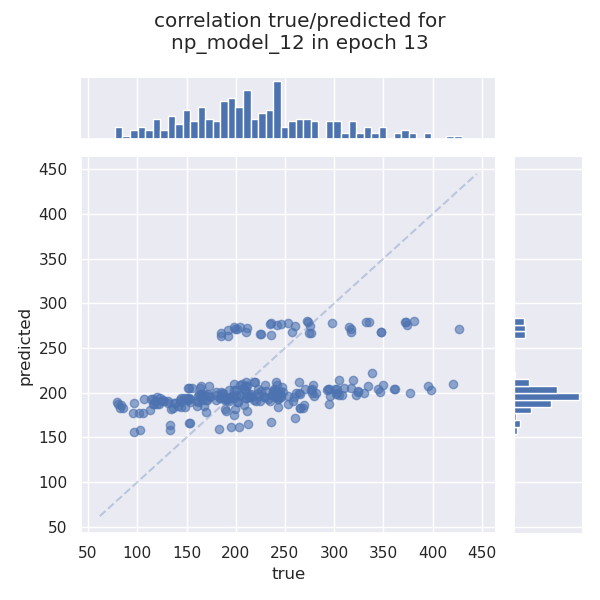 correlation true/predicted for
np_model_12 in epoch 13
450
400
350
300
250
200
150
100
50
predicted
50 100 150 200 250 300 350 400 450
true